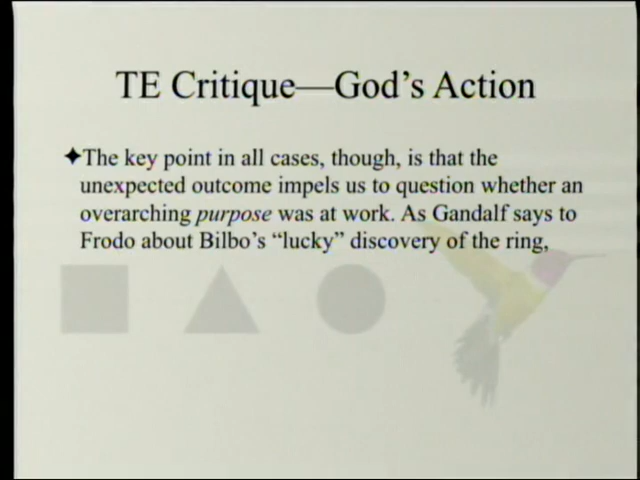 TE Critique—God's Action
✦The key point in all cases, though, is that the
unexpected outcome impels us to question whether an
overarching purpose was at work. As Gandalf says to
Frodo about Bilbo's “lucky” discovery of the ring,